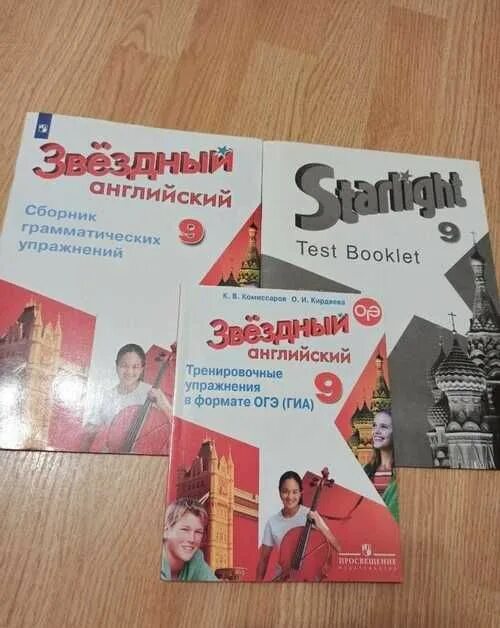 Звёздный
английский
Сборник
грамматических
упражнений
9
Starlight
9
Test Booklet
К. В. Комиссаров О. И. Кирдяева
Звёздный
английский
Тренировочные
упражнения
в формате ОГЭ (ГИА)
9
ПРОСВЕЩЕНИЕ
ИЗДАТЕЛЬСТВО